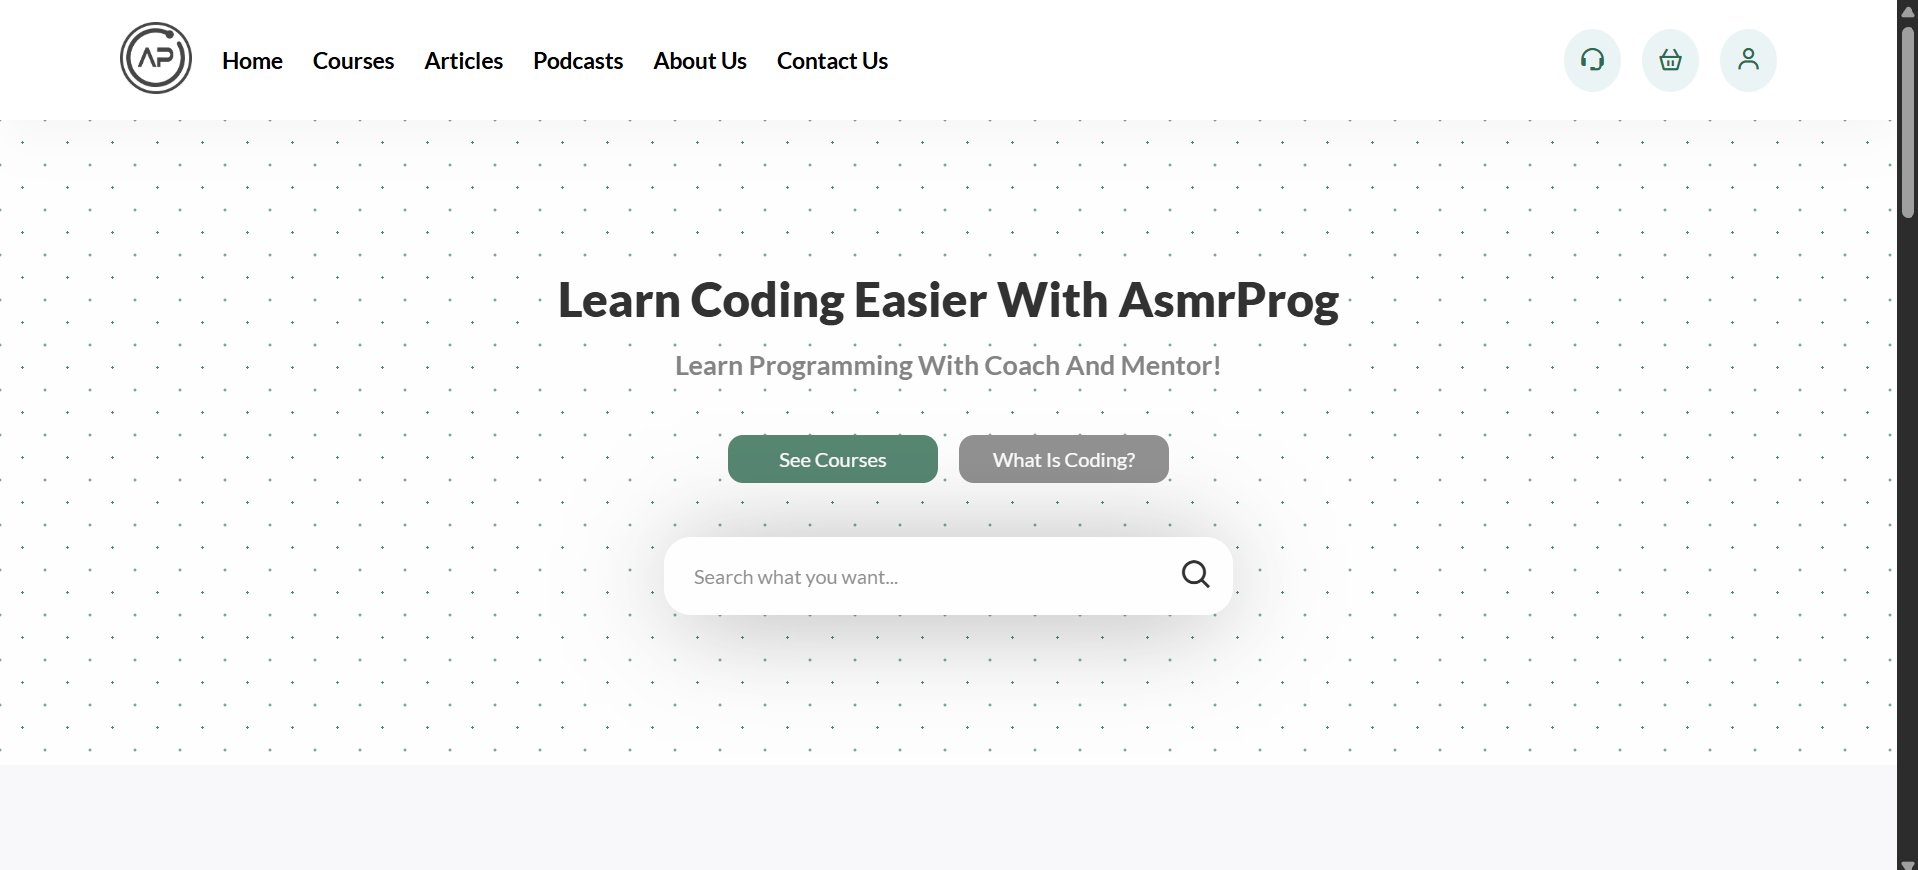 AP
Home Courses Articles Podcasts About Us Contact Us
Learn Coding Easier With AsmrProg
Learn Programming With Coach And Mentor!
See Courses What Is Coding?
Search what you want...